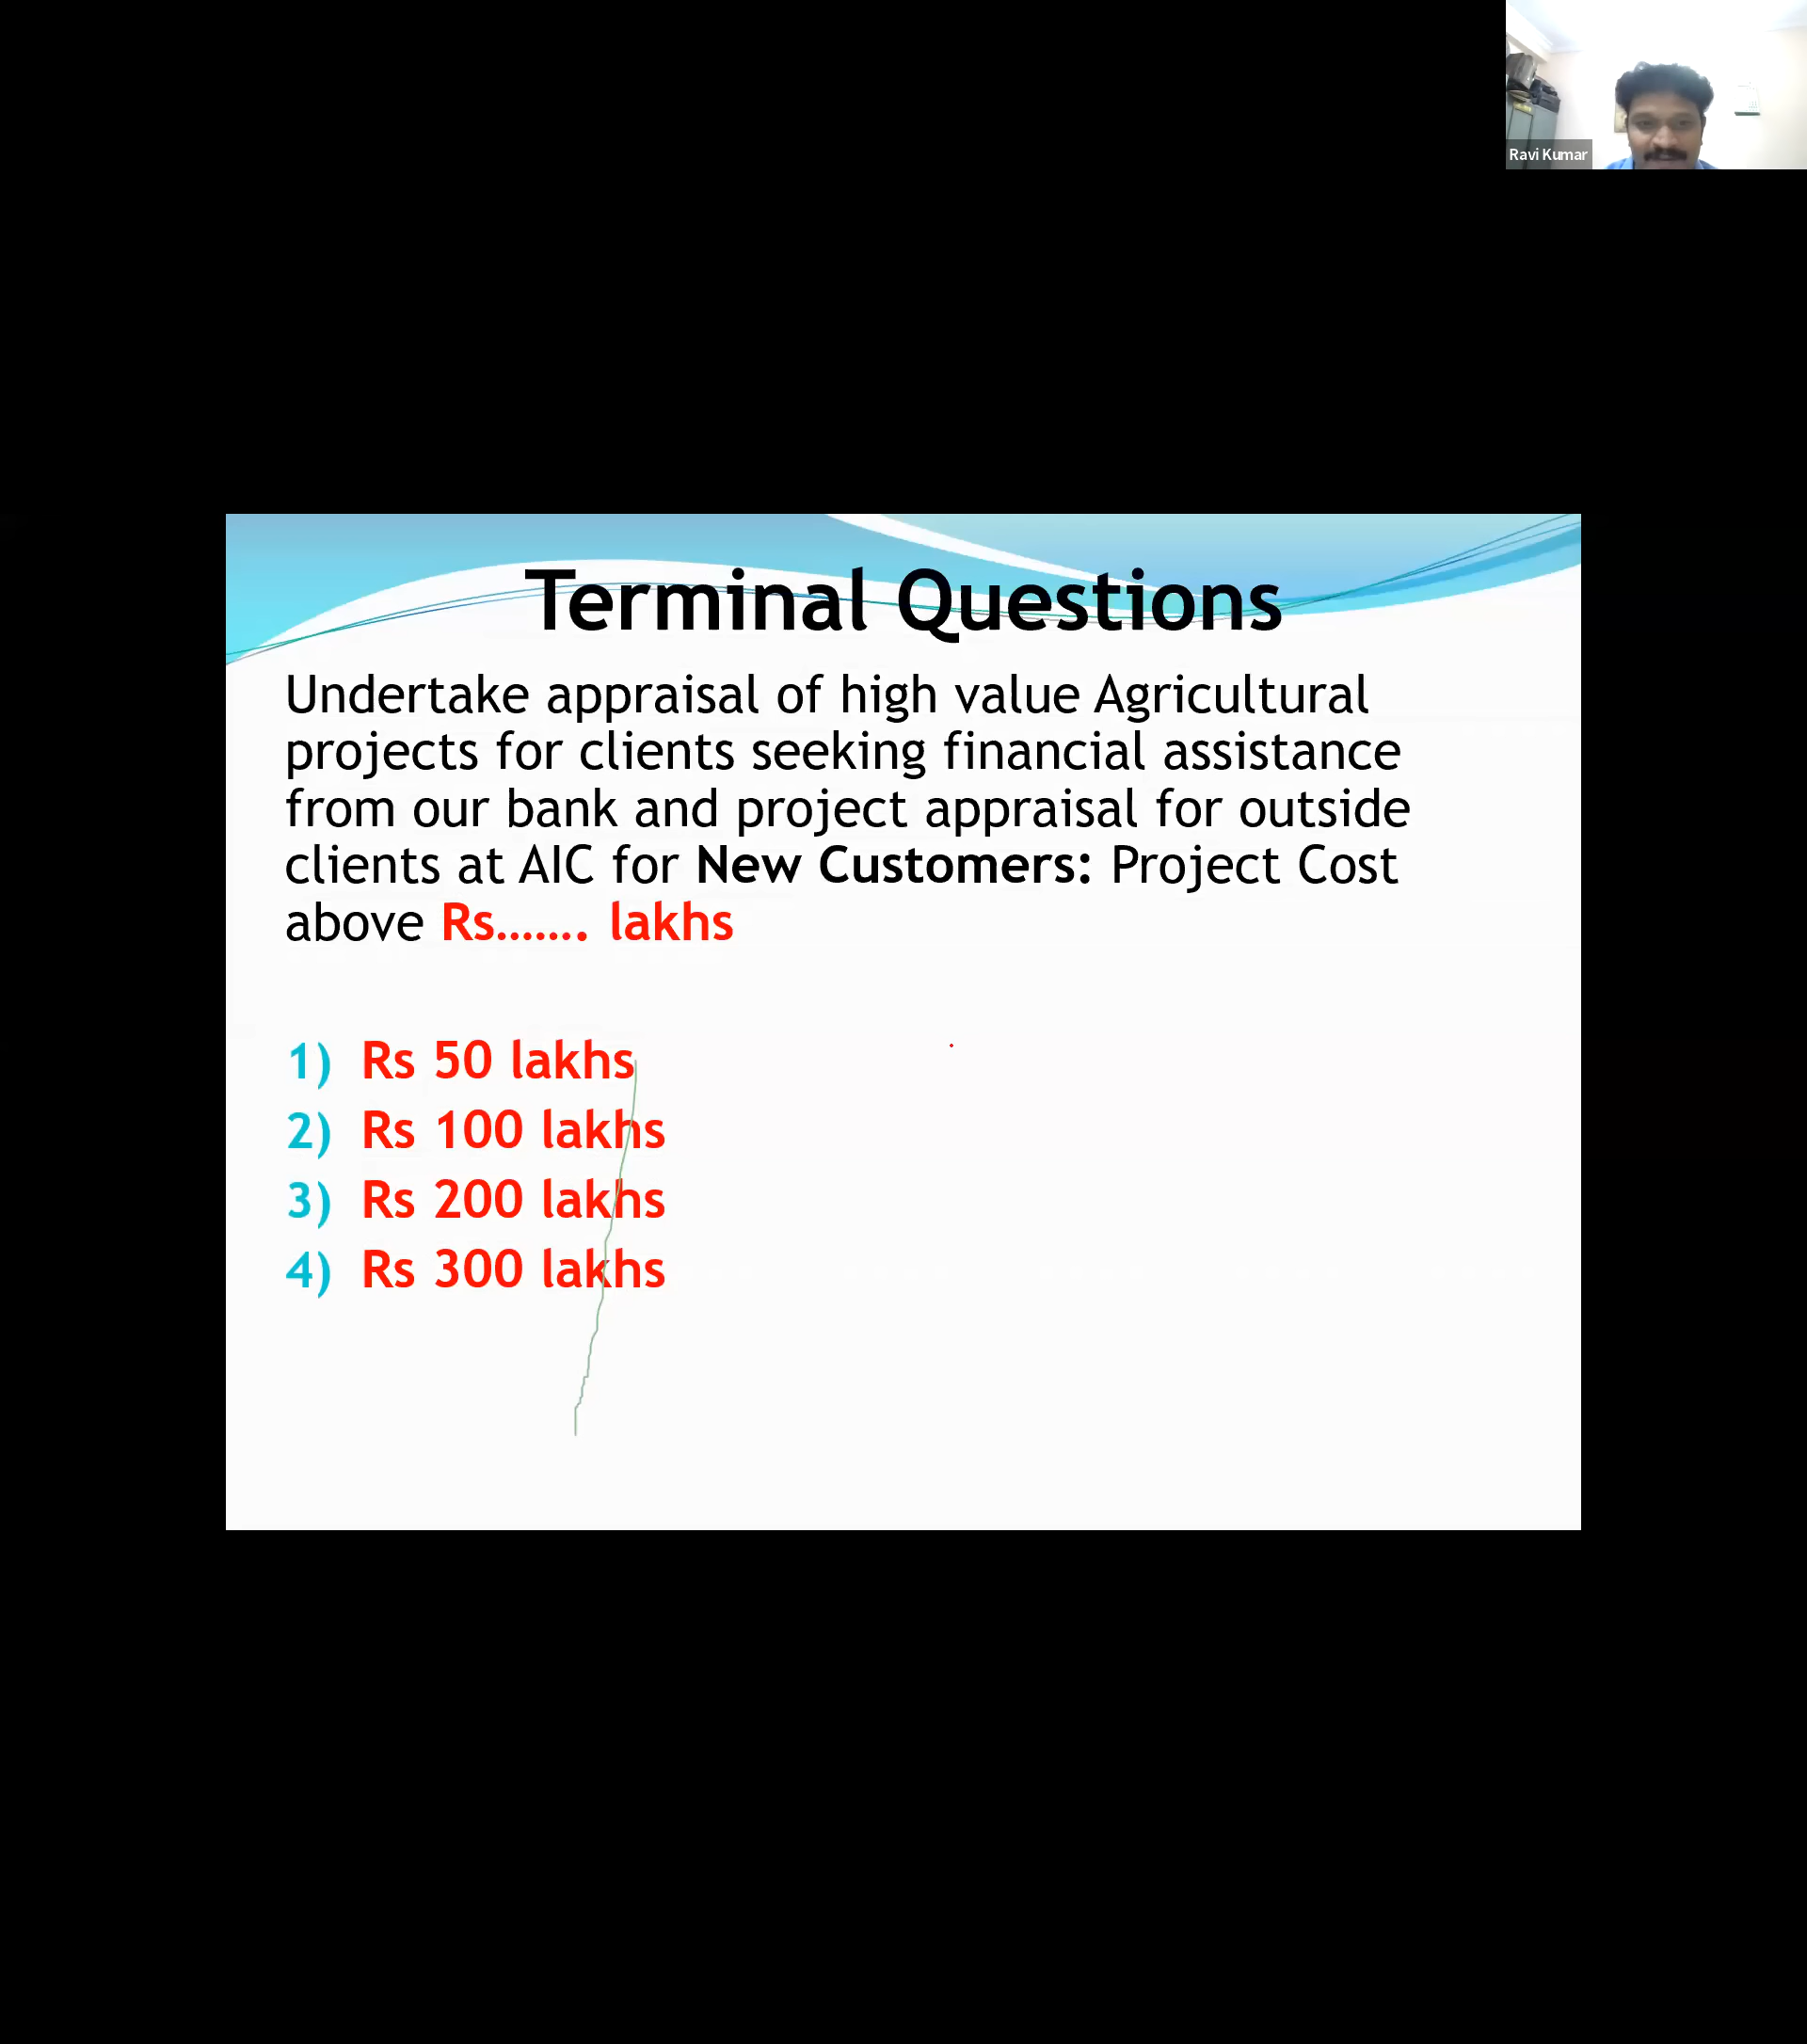 Ravi Kumar
Terminal Questions
Undertake appraisal of high value Agricultural
projects for clients seeking financial assistance
from our bank and project appraisal for outside
clients at AIC for New Customers: Project Cost
above Rs....... lakhs
1) Rs 50 lakhs
2) Rs 100 lakhs
3) Rs 200 lakhs
4) Rs 300 lakhs